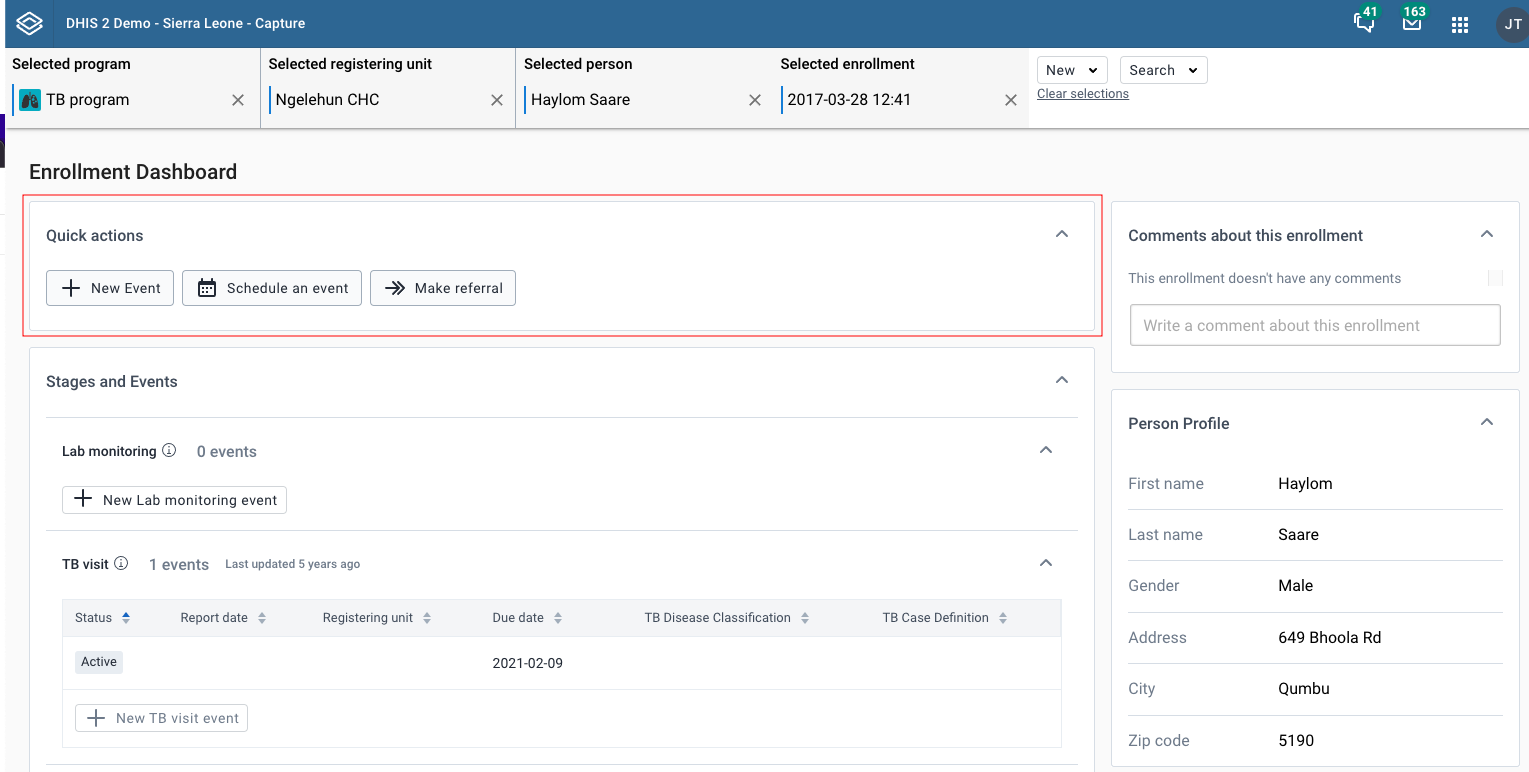 DHIS 2 Demo - Sierra Leone - Capture
41
163
JT
Selected program
TB program
Selected registering unit
Ngelehun CHC
Selected person
Haylom Saare
Selected enrollment
2017-03-28 12:41
New
Search
Clear selections
Enrollment Dashboard
Quick actions
New Event
Schedule an event
Make referral
Stages and Events
Lab monitoring 0 events
New Lab monitoring event
TB visit 1 events Last updated 5 years ago
Status Report date Registering unit Due date TB Disease Classification TB Case Definition
Active 2021-02-09
New TB visit event
Comments about this enrollment
This enrollment doesn't have any comments
Write a comment about this enrollment
Person Profile
First name Haylom
Last name Saare
Gender Male
Address 649 Bhoola Rd
City Qumbu
Zip code 5190